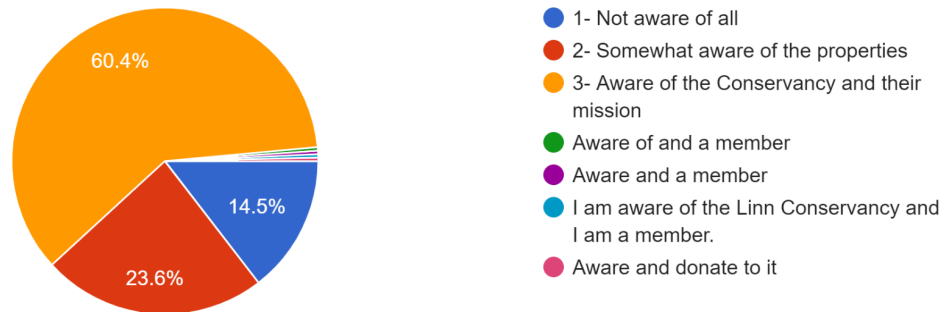 60.4%
14.5%
23.6%
1- Not aware of all
2- Somewhat aware of the properties
3- Aware of the Conservancy and their
mission
Aware of and a member
Aware and a member
I am aware of the Linn Conservancy and
I am a member.
Aware and donate to it